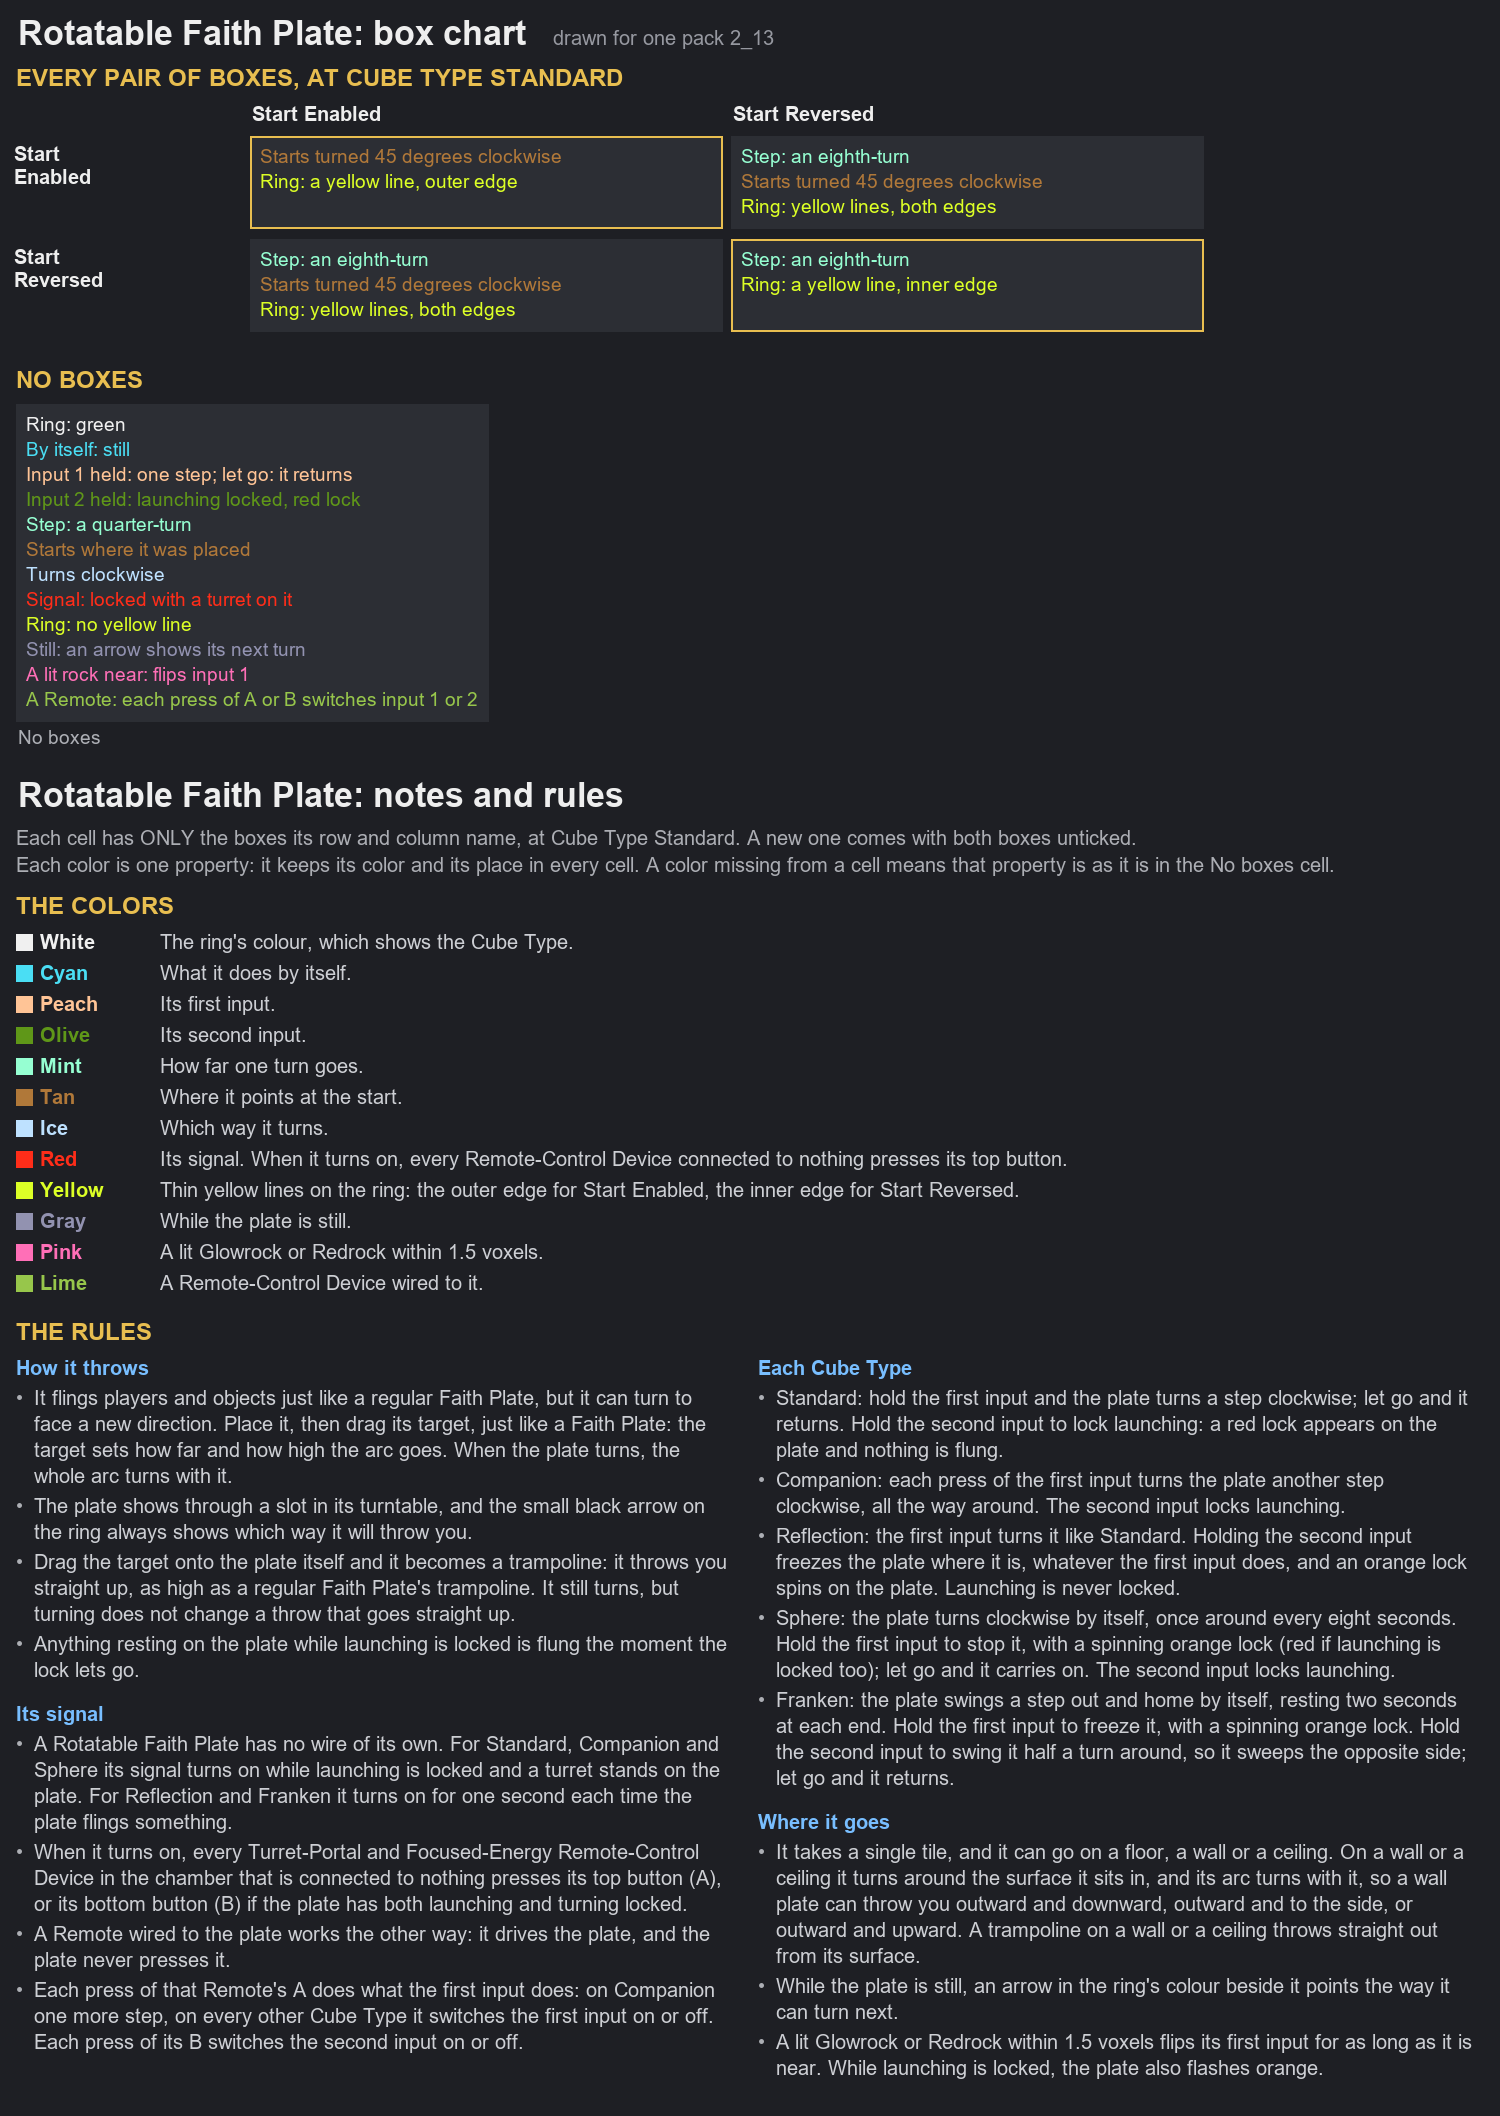 Rotatable Faith Plate: box chart drawn for one pack 2_13
EVERY PAIR OF BOXES, AT CUBE TYPE STANDARD
Start Enabled
Start Reversed
Start
Enabled
Starts turned 45 degrees clockwise
Ring: a yellow line, outer edge
Step: an eighth-turn
Starts turned 45 degrees clockwise
Ring: yellow lines, both edges
Start
Reversed
Step: an eighth-turn
Starts turned 45 degrees clockwise
Ring: yellow lines, both edges
Step: an eighth-turn
Ring: a yellow line, inner edge
NO BOXES
Ring: green
By itself: still
Input 1 held: one step; let go: it returns
Input 2 held: launching locked, red lock
Step: a quarter-turn
Starts where it was placed
Turns clockwise
Signal: locked with a turret on it
Ring: no yellow line
Still: an arrow shows its next turn
A lit rock near: flips input 1
A Remote: each press of A or B switches input 1 or 2
No boxes
Rotatable Faith Plate: notes and rules
Each cell has ONLY the boxes its row and column name, at Cube Type Standard. A new one comes with both boxes unticked.
Each color is one property: it keeps its color and its place in every cell. A color missing from a cell means that property is as it is in the No boxes cell.
THE COLORS
White The ring's colour, which shows the Cube Type.
Cyan What it does by itself.
Peach Its first input.
Olive Its second input.
Mint How far one turn goes.
Tan Where it points at the start.
Ice Which way it turns.
Red Its signal. When it turns on, every Remote-Control Device connected to nothing presses its top button.
Yellow Thin yellow lines on the ring: the outer edge for Start Enabled, the inner edge for Start Reversed.
Gray While the plate is still.
Pink A lit Glowrock or Redrock within 1.5 voxels.
Lime A Remote-Control Device wired to it.
THE RULES
How it throws
• It flings players and objects just like a regular Faith Plate, but it can turn to
face a new direction. Place it, then drag its target, just like a Faith Plate: the
target sets how far and how high the arc goes. When the plate turns, the
whole arc turns with it.
• The plate shows through a slot in its turntable, and the small black arrow on
the ring always shows which way it will throw you.
• Drag the target onto the plate itself and it becomes a trampoline: it throws you
straight up, as high as a regular Faith Plate's trampoline. It still turns, but
turning does not change a throw that goes straight up.
• Anything resting on the plate while launching is locked is flung the moment the
lock lets go.
Its signal
• A Rotatable Faith Plate has no wire of its own. For Standard, Companion and
Sphere its signal turns on while launching is locked and a turret stands on the
plate. For Reflection and Franken it turns on for one second each time the
plate flings something.
• When it turns on, every Turret-Portal and Focused-Energy Remote-Control
Device in the chamber that is connected to nothing presses its top button (A),
or its bottom button (B) if the plate has both launching and turning locked.
• A Remote wired to the plate works the other way: it drives the plate, and the
plate never presses it.
• Each press of that Remote's A does what the first input does: on Companion
one more step, on every other Cube Type it switches the first input on or off.
Each press of its B switches the second input on or off.
Each Cube Type
• Standard: hold the first input and the plate turns a step clockwise; let go and it
returns. Hold the second input to lock launching: a red lock appears on the
plate and nothing is flung.
• Companion: each press of the first input turns the plate another step
clockwise, all the way around. The second input locks launching.
• Reflection: the first input turns it like Standard. Holding the second input
freezes the plate where it is, whatever the first input does, and an orange lock
spins on the plate. Launching is never locked.
• Sphere: the plate turns clockwise by itself, once around every eight seconds.
Hold the first input to stop it, with a spinning orange lock (red if launching is
locked too); let go and it carries on. The second input locks launching.
• Franken: the plate swings a step out and home by itself, resting two seconds
at each end. Hold the first input to freeze it, with a spinning orange lock. Hold
the second input to swing it half a turn around, so it sweeps the opposite side;
let go and it returns.
Where it goes
• It takes a single tile, and it can go on a floor, a wall or a ceiling. On a wall or a
ceiling it turns around the surface it sits in, and its arc turns with it, so a wall
plate can throw you outward and downward, outward and to the side, or
outward and upward. A trampoline on a wall or a ceiling throws straight out
from its surface.
• While the plate is still, an arrow in the ring's colour beside it points the way it
can turn next.
• A lit Glowrock or Redrock within 1.5 voxels flips its first input for as long as it is
near. While launching is locked, the plate also flashes orange.